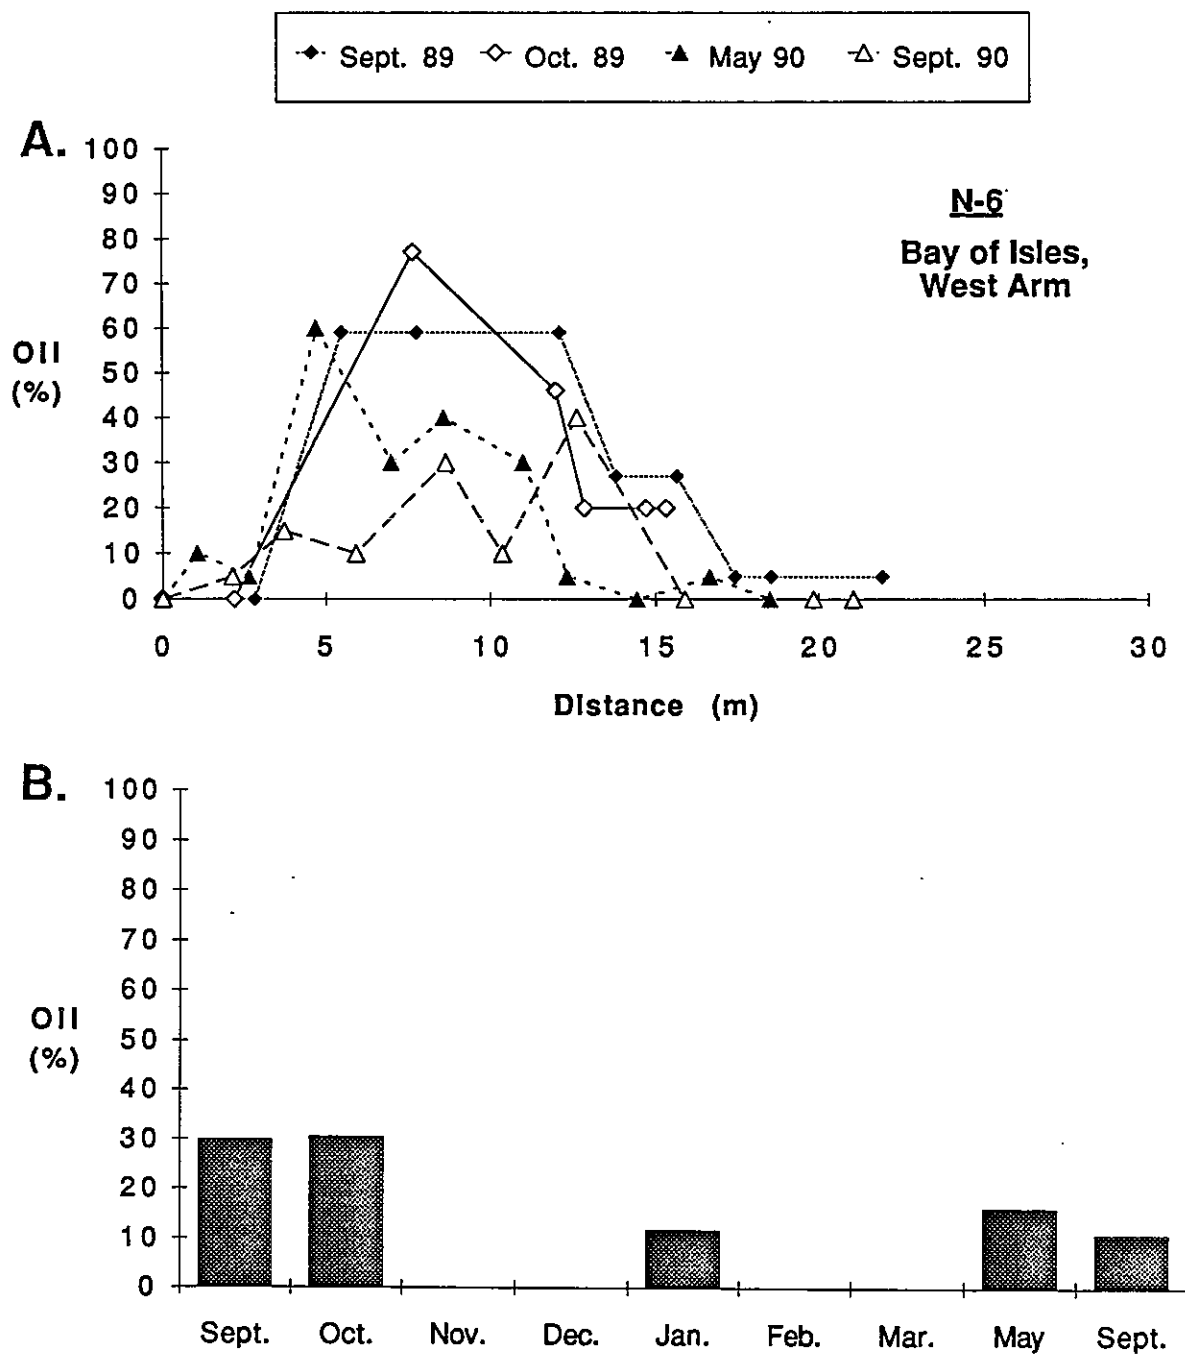 Sept. 89 Oct. 89 May 90 Sept. 90
A.
100
90
80
70
60
50
40
30
20
10
0
Oil
(%)
N-6
Bay of Isles,
West Arm
0 5 10 15 20 25 30
Distance (m)
B.
100
90
80
70
60
50
40
30
20
10
0
Oil
(%)
Sept. Oct. Nov. Dec. Jan. Feb. Mar. May Sept.